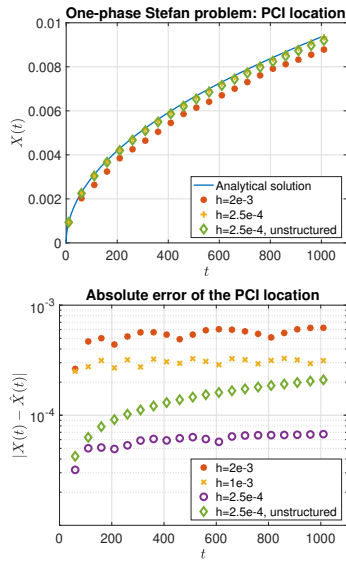 One-phase Stefan problem: PCI location
0.01
0.008
0.006
0.004
0.002
0
X(t)
Analytical solution
h=2e-3
h=2.5e-4
h=2.5e-4, unstructured
0 200 400 600 800 1000
t
Absolute error of the PCI location
10^-3
10^-4
|X(t) − X̂(t)|
h=2e-3
h=1e-3
h=2.5e-4
h=2.5e-4, unstructured
0 200 400 600 800 1000
t